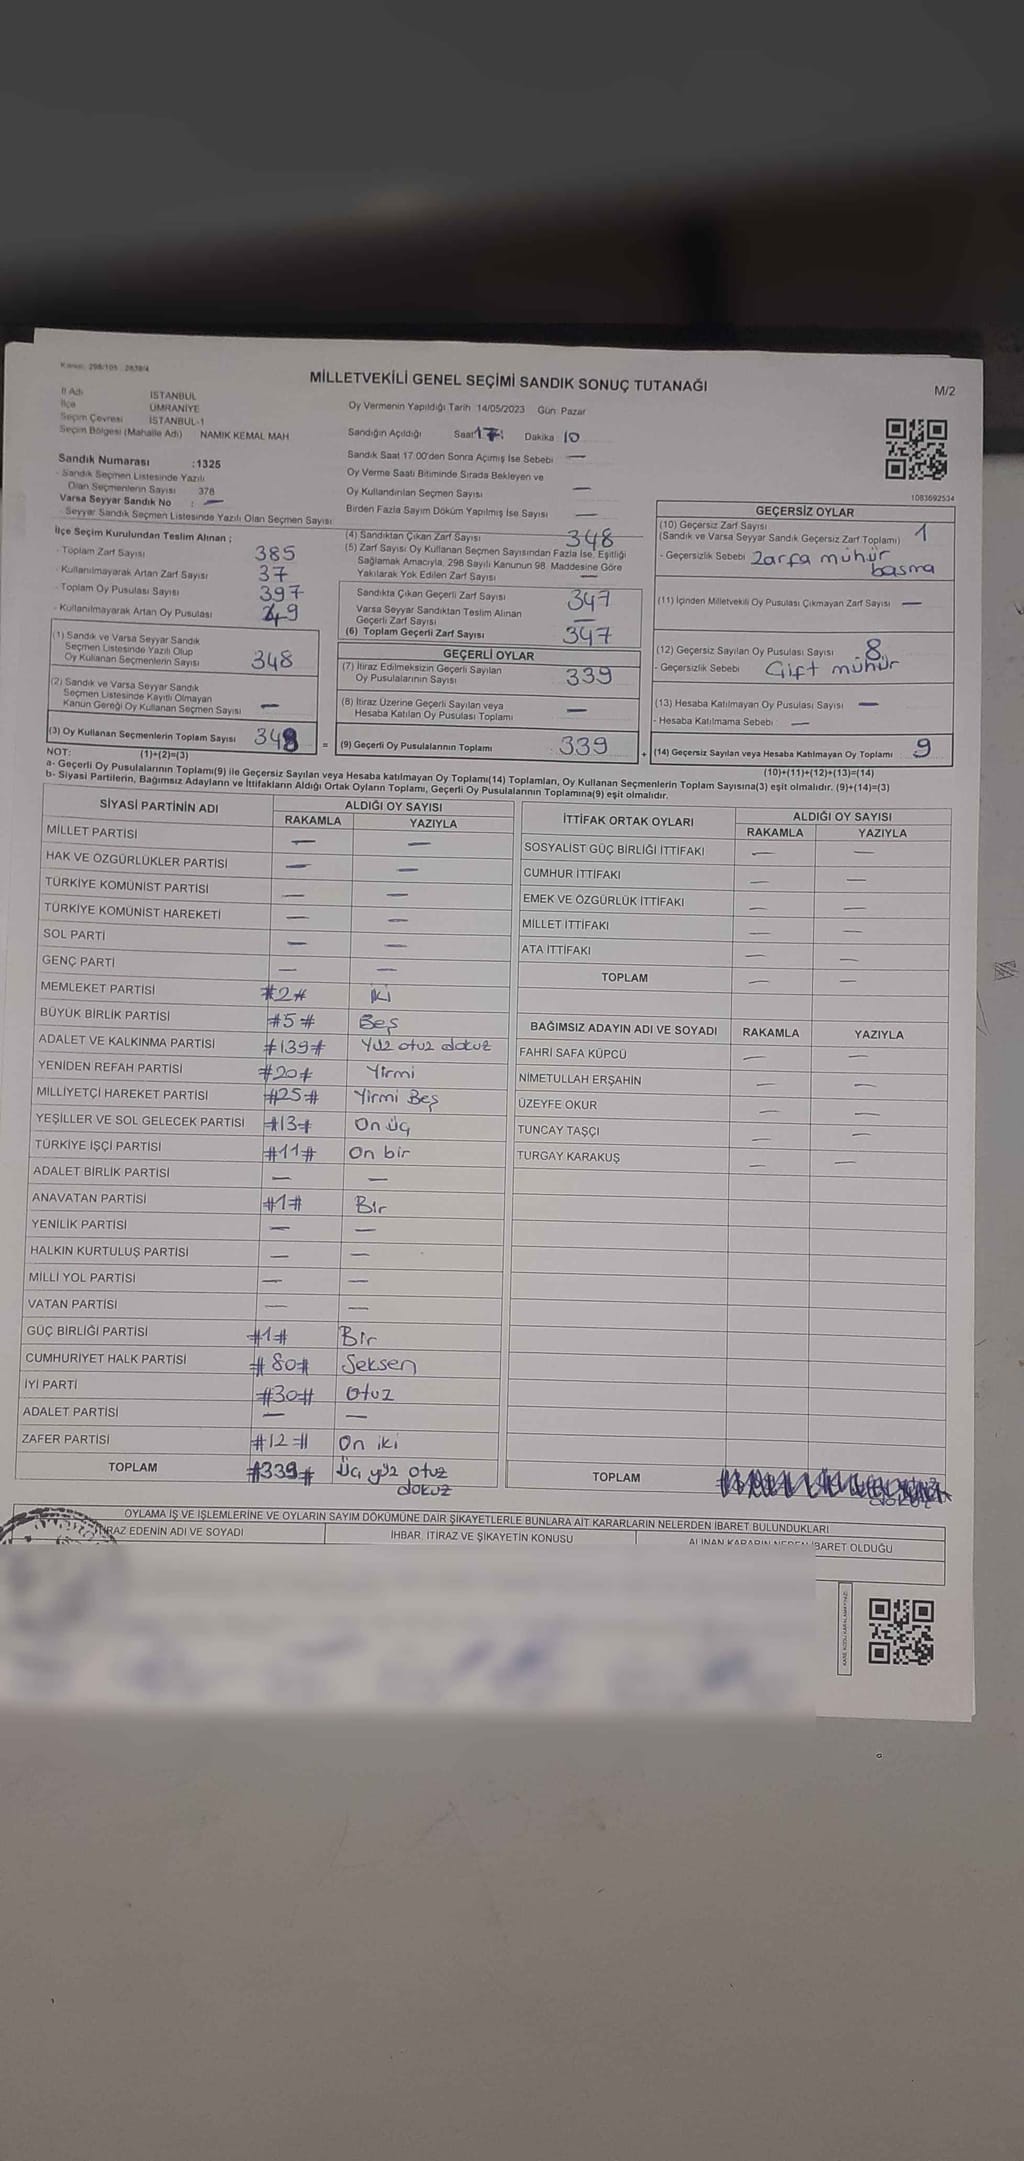 Kanun: 298/105
MİLLETVEKİLİ GENEL SEÇİMİ SANDIK SONUÇ TUTANAĞI
M/2
İl Adı İSTANBUL
İlçe ÜMRANİYE
Seçim Çevresi İSTANBUL-1
Seçim Bölgesi (Mahalle Adı) NAMIK KEMAL MAH
Sandık Numarası :1325
- Sandık Seçmen Listesinde Yazılı
Olan Seçmenlerin Sayısı 378
Varsa Seyyar Sandık No : —
- Seyyar Sandık Seçmen Listesinde Yazılı Olan Seçmen Sayısı
Oy Vermenin Yapıldığı Tarih 14/05/2023 Gün: Pazar
Sandığın Açıldığı Saat 17 Dakika 10
Sandık Saat 17.00'den Sonra Açılmış İse Sebebi —
Oy Verme Saati Bitiminde Sırada Bekleyen ve
Oy Kullandırılan Seçmen Sayısı —
Birden Fazla Sayım Döküm Yapılmış İse Sayısı —
1083692534
İlçe Seçim Kurulundan Teslim Alınan ;
- Toplam Zarf Sayısı 385
- Kullanılmayarak Artan Zarf Sayısı 37
- Toplam Oy Pusulası Sayısı 397
- Kullanılmayarak Artan Oy Pusulası 49
(1) Sandık ve Varsa Seyyar Sandık
Seçmen Listesinde Yazılı Olup
Oy Kullanan Seçmenlerin Sayısı 348
(2) Sandık ve Varsa Seyyar Sandık
Seçmen Listesinde Kayıtlı Olmayan
Kanun Gereği Oy Kullanan Seçmen Sayısı —
(3) Oy Kullanan Seçmenlerin Toplam Sayısı 348
(4) Sandıktan Çıkan Zarf Sayısı 348
(5) Zarf Sayısı Oy Kullanan Seçmen Sayısından Fazla İse, Eşitliği
Sağlamak Amacıyla, 298 Sayılı Kanunun 98. Maddesine Göre
Yakılarak Yok Edilen Zarf Sayısı —
Sandıkta Çıkan Geçerli Zarf Sayısı 347
Varsa Seyyar Sandıktan Teslim Alınan
Geçerli Zarf Sayısı —
(6) Toplam Geçerli Zarf Sayısı 347
GEÇERLİ OYLAR
(7) İtiraz Edilmeksizin Geçerli Sayılan
Oy Pusulalarının Sayısı 339
(8) İtiraz Üzerine Geçerli Sayılan veya
Hesaba Katılan Oy Pusulası Toplamı —
= (9) Geçerli Oy Pusulalarının Toplamı 339
GEÇERSİZ OYLAR
(10) Geçersiz Zarf Sayısı 1
(Sandık ve Varsa Seyyar Sandık Geçersiz Zarf Toplamı)
- Geçersizlik Sebebi Zarfa mühür
basma
(11) İçinden Milletvekili Oy Pusulası Çıkmayan Zarf Sayısı —
(12) Geçersiz Sayılan Oy Pusulası Sayısı 8
- Geçersizlik Sebebi Çift mühür
(13) Hesaba Katılmayan Oy Pusulası Sayısı —
- Hesaba Katılmama Sebebi —
+ (14) Geçersiz Sayılan veya Hesaba Katılmayan Oy Toplamı 9
NOT: (1)+(2)=(3)
(10)+(11)+(12)+(13)=(14)
a- Geçerli Oy Pusulalarının Toplamı(9) ile Geçersiz Sayılan veya Hesaba katılmayan Oy Toplamı(14) Toplamları, Oy Kullanan Seçmenlerin Toplam Sayısına(3) eşit olmalıdır. (9)+(14)=(3)
b- Siyasi Partilerin, Bağımsız Adayların ve İttifakların Aldığı Ortak Oyların Toplamı, Geçerli Oy Pusulalarının Toplamına(9) eşit olmalıdır.
SİYASİ PARTİNİN ADI ALDIĞI OY SAYISI
RAKAMLA YAZIYLA
MİLLET PARTİSİ — —
HAK VE ÖZGÜRLÜKLER PARTİSİ — —
TÜRKİYE KOMÜNİST PARTİSİ — —
TÜRKİYE KOMÜNİST HAREKETİ — —
SOL PARTİ — —
GENÇ PARTİ — —
MEMLEKET PARTİSİ #2# İki
BÜYÜK BİRLİK PARTİSİ #5# Beş
ADALET VE KALKINMA PARTİSİ #139# Yüz otuz dokuz
YENİDEN REFAH PARTİSİ #20# Yirmi
MİLLİYETÇİ HAREKET PARTİSİ #25# Yirmi Beş
YEŞİLLER VE SOL GELECEK PARTİSİ #13# On üç
TÜRKİYE İŞÇİ PARTİSİ #11# On bir
ADALET BİRLİK PARTİSİ — —
ANAVATAN PARTİSİ #1# Bir
YENİLİK PARTİSİ — —
HALKIN KURTULUŞ PARTİSİ — —
MİLLİ YOL PARTİSİ — —
VATAN PARTİSİ — —
GÜÇ BİRLİĞİ PARTİSİ #1# Bir
CUMHURİYET HALK PARTİSİ #80# Seksen
İYİ PARTİ #30# Otuz
ADALET PARTİSİ — —
ZAFER PARTİSİ #12# On iki
TOPLAM #339# Üç yüz otuz
dokuz
İTTİFAK ORTAK OYLARI ALDIĞI OY SAYISI
RAKAMLA YAZIYLA
SOSYALİST GÜÇ BİRLİĞİ İTTİFAKI — —
CUMHUR İTTİFAKI — —
EMEK VE ÖZGÜRLÜK İTTİFAKI — —
MİLLET İTTİFAKI — —
ATA İTTİFAKI — —
TOPLAM — —
BAĞIMSIZ ADAYIN ADI VE SOYADI RAKAMLA YAZIYLA
FAHRİ SAFA KÜPCÜ — —
NİMETULLAH ERŞAHİN — —
ÜZEYFE OKUR — —
TUNCAY TAŞÇI — —
TURGAY KARAKUŞ — —
TOPLAM
OYLAMA İŞ VE İŞLEMLERİNE VE OYLARIN SAYIM DÖKÜMÜNE DAİR ŞİKAYETLERLE BUNLARA AİT KARARLARIN NELERDEN İBARET BULUNDUKLARI
İTİRAZ EDENİN ADI VE SOYADI İHBAR, İTİRAZ VE ŞİKAYETİN KONUSU ALINAN KARARIN NEDEN İBARET OLDUĞU